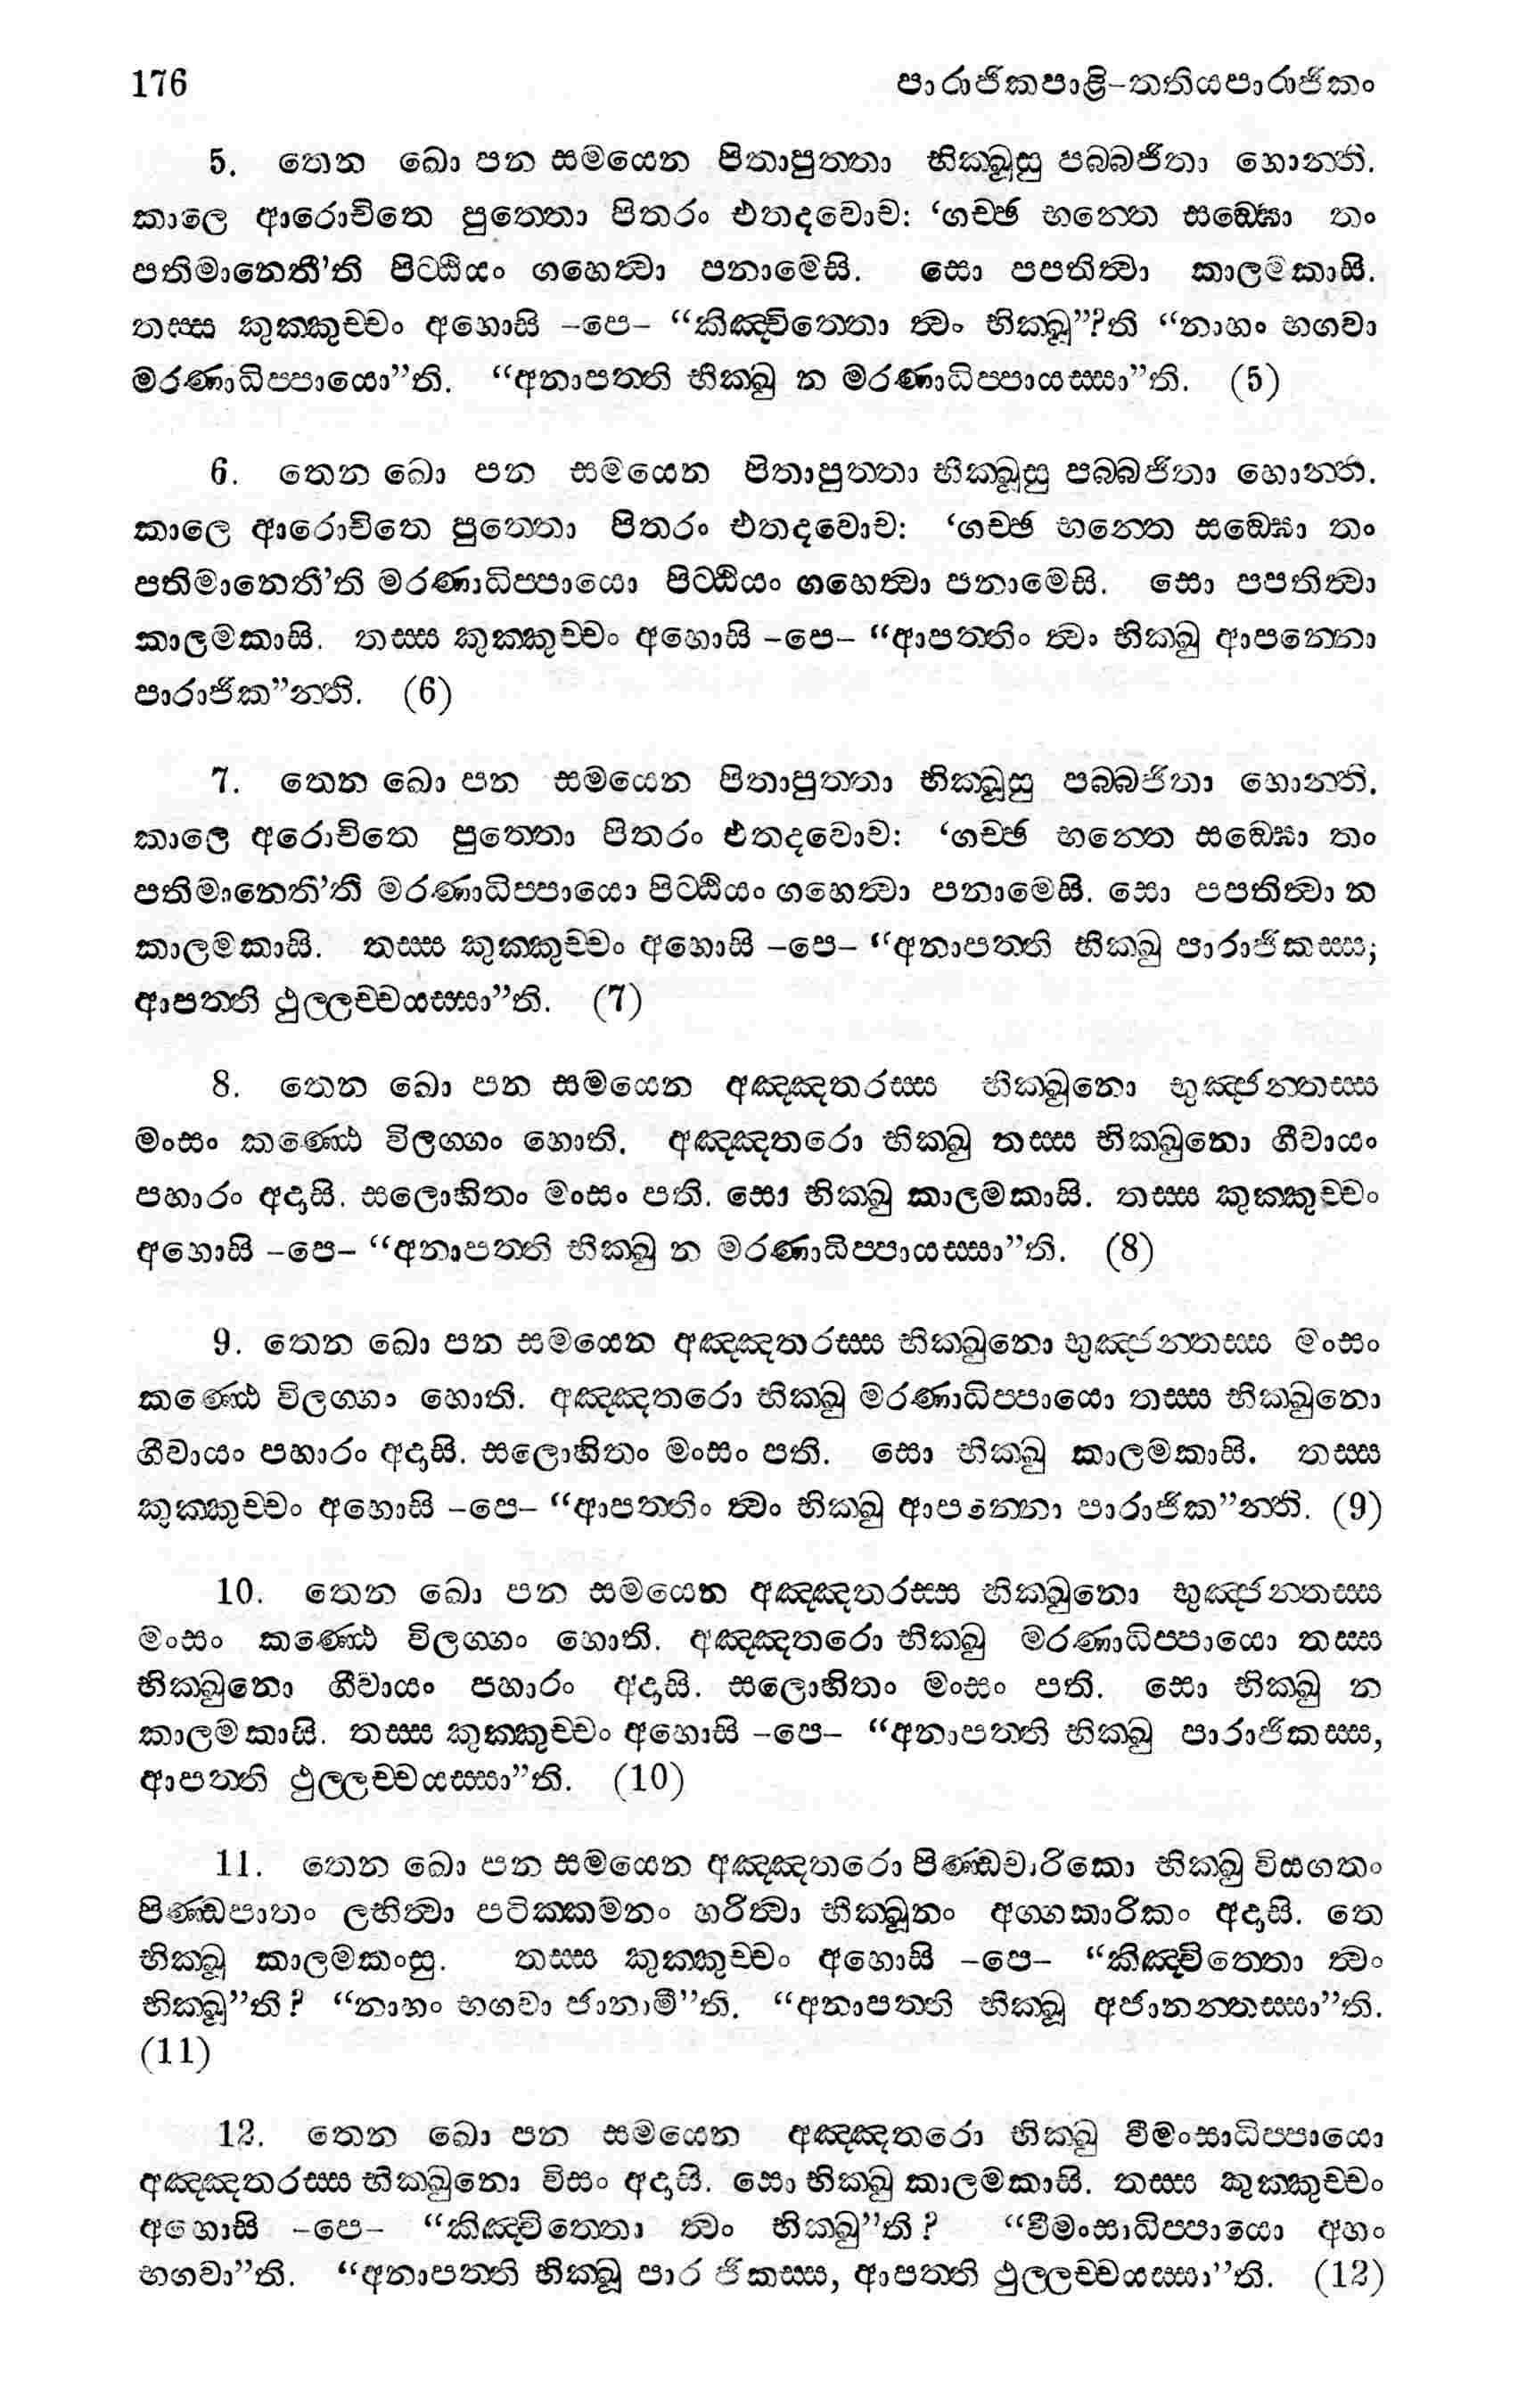 176 පාරාජිකපාළි-තතියපාරාජිකං
5. තෙන ඛො පන සමයෙන පිතාපුත්තා භික්ඛූසු පබ්බජිතා හොන්ති.
කාලෙ ආරොචිතෙ පුත්තො පිතරං එතදවොච: ‘ගච්ඡ භන්තෙ සඞ්ඝො තං
පතිමානෙතී’ති පිට්ඨියං ගහෙත්වා පනාමෙසි. සො පපතිත්වා කාලමකාසි.
තස්ස කුක්කුච්චං අහොසි -පෙ- “කිඤ්චිත්තො ත්වං භික්ඛූ”?ති “නාහං භගවා
මරණාධිප්පායො”ති. “අනාපත්ති භික්ඛු න මරණාධිප්පායස්සා”ති. (5)
6. තෙන ඛො පන සමයෙන පිතාපුත්තා භික්ඛූසු පබ්බජිතා හොන්ති.
කාලෙ ආරොචිතෙ පුත්තො පිතරං එතදවොච: ‘ගච්ඡ භන්තෙ සඞ්ඝො තං
පතිමානෙතී’ති මරණාධිප්පායො පිට්ඨියං ගහෙත්වා පනාමෙසි. සො පපතිත්වා
කාලමකාසි. තස්ස කුක්කුච්චං අහොසි -පෙ- “ආපත්තිං ත්වං භික්ඛු ආපන්නො
පාරාජික”න්ති. (6)
7. තෙන ඛො පන සමයෙන පිතාපුත්තා භික්ඛූසු පබ්බජිතා හොන්ති.
කාලෙ අරොචිතෙ පුත්තො පිතරං එතදවොච: ‘ගච්ඡ භන්තෙ සඞ්ඝො තං
පතිමානෙතී’තී මරණාධිප්පායො පිට්ඨියං ගහෙත්වා පනාමෙසි. සො පපතිත්වා න
කාලමකාසි. තස්ස කුක්කුච්චං අහොසි -පෙ- “අනාපත්ති භික්ඛු පාරාජිකස්ස;
ආපත්ති ථුල්ලච්චයස්සා”ති. (7)
8. තෙන ඛො පන සමයෙන අඤ්ඤතරස්ස භික්ඛූනො භුඤ්ජන්තස්ස
මංසං කණ්ඨෙ විලග්ගං හොති. අඤ්ඤතරො භික්ඛු තස්ස භික්ඛුනො ගීවායං
පහාරං අදාසි. සලොහිතං මංසං පති. සො භික්ඛු කාලමකාසි. තස්ස කුක්කුච්චං
අහොසි -පෙ- “අනාපත්ති භික්ඛු න මරණාධිප්පායස්සා”ති. (8)
9. තෙන ඛො පන සමයෙන අඤ්ඤතරස්ස භික්ඛුනො භුඤ්ජන්තස්ස මංසං
කණ්ඨෙ විලග්ගං හොති. අඤ්ඤතරො භික්ඛු මරණාධිප්පායො තස්ස භික්ඛුනො
ගීවායං පහාරං අදාසි. සලොහිතං මංසං පති. සො භික්ඛු කාලමකාසි. තස්ස
කුක්කුච්චං අහොසි -පෙ- “ආපත්තිං ත්වං භික්ඛු ආපන්නො පාරාජික”න්ති. (9)
10. තෙන ඛො පන සමයෙන අඤ්ඤතරස්ස භික්ඛුනො භුඤ්ජන්තස්ස
මංසං කණ්ඨෙ විලග්ගං හොති. අඤ්ඤතරො භික්ඛු මරණාධිප්පායො තස්ස
භික්ඛුනො ගීවායං පහාරං අදාසි. සලොහිතං මංසං පති. සො භික්ඛු න
කාලමකාසි. තස්ස කුක්කුච්චං අහොසි -පෙ- “අනාපත්ති භික්ඛු පාරාජිකස්ස,
ආපත්ති ථුල්ලච්චයස්සා”ති. (10)
11. තෙන ඛො පන සමයෙන අඤ්ඤතරො පිණ්ඩචාරිකො භික්ඛු විසගතං
පිණ්ඩපාතං ලභිත්වා පටික්කමනං හරිත්වා භික්ඛූනං අග්ගකාරිකං අදාසි. තෙ
භික්ඛූ කාලමකංසු. තස්ස කුක්කුච්චං අහොසි -පෙ- “කිඤ්චිත්තො ත්වං
භික්ඛූ”ති? “නාහං භගවා ජානාමී”ති. “අනාපත්ති භික්ඛූ අජානන්තස්සා”ති.
(11)
12. තෙන ඛො පන සමයෙන අඤ්ඤතරො භික්ඛු වීමංසාධිප්පායො
අඤ්ඤතරස්ස භික්ඛුනො විසං අදාසි. සො භික්ඛු කාලමකාසි. තස්ස කුක්කුච්චං
අහොසි -පෙ- “කිඤ්චිත්තො ත්වං භික්ඛු”ති? “වීමංසාධිප්පායො අහං
භගවා”ති. “අනාපත්ති භික්ඛූ පාර ජිකස්ස, ආපත්ති ථුල්ලච්චයස්සා”ති. (12)